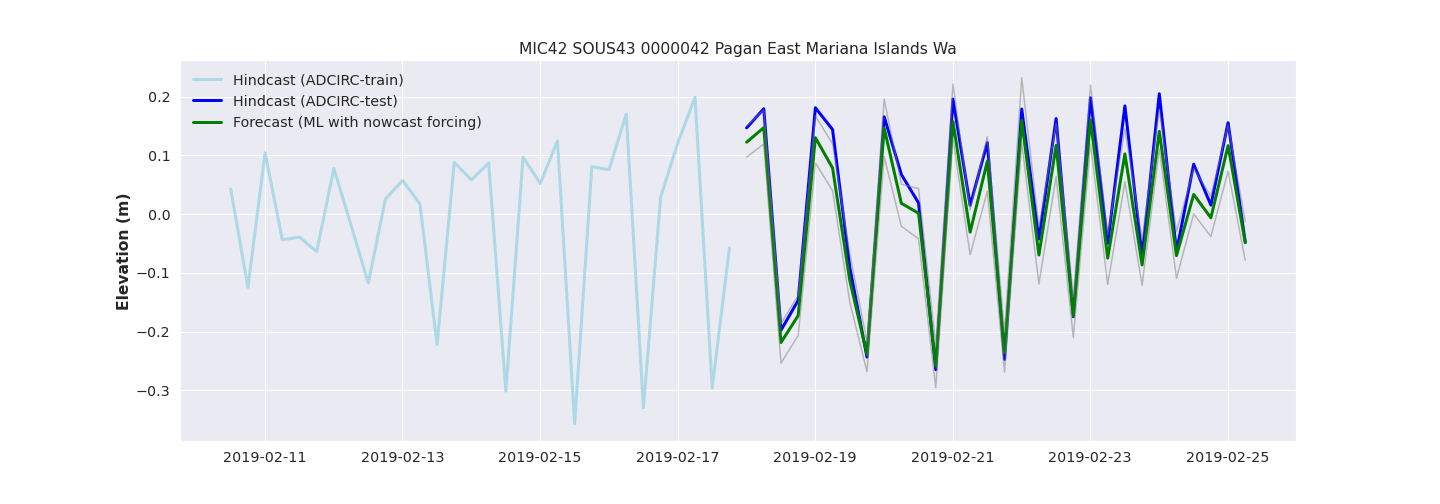 MIC42 SOUS43 0000042 Pagan East Mariana Islands Wa
Hindcast (ADCIRC-train)
Hindcast (ADCIRC-test)
Forecast (ML with nowcast forcing)
Elevation (m)
0.2
0.1
0.0
−0.1
−0.2
−0.3
2019-02-11 2019-02-13 2019-02-15 2019-02-17 2019-02-19 2019-02-21 2019-02-23 2019-02-25